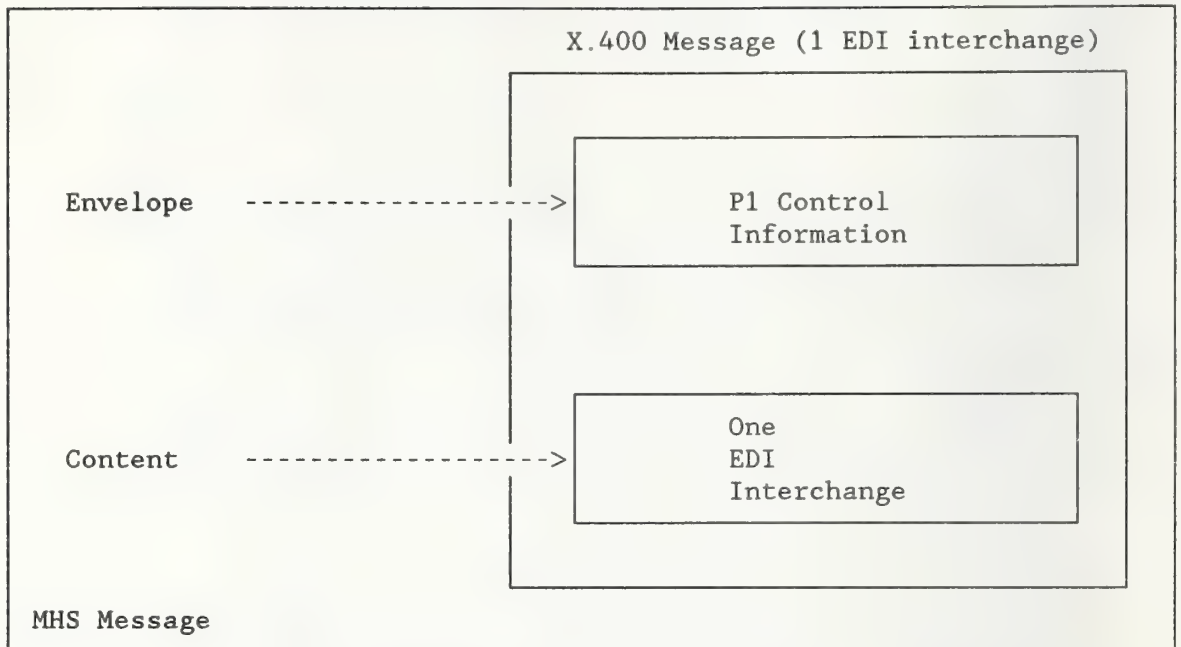 X.400 Message (1 EDI interchange)
Envelope
P1 Control
Information
Content
One
EDI
Interchange
MHS Message